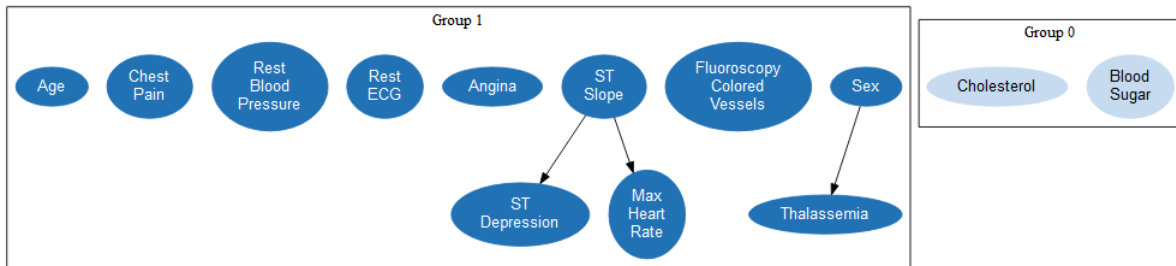 Group 1
Age
Chest
Pain
Rest
Blood
Pressure
Rest
ECG
Angina
ST
Slope
Fluoroscopy
Colored
Vessels
Sex
ST
Depression
Max
Heart
Rate
Thalassemia
Group 0
Cholesterol
Blood
Sugar